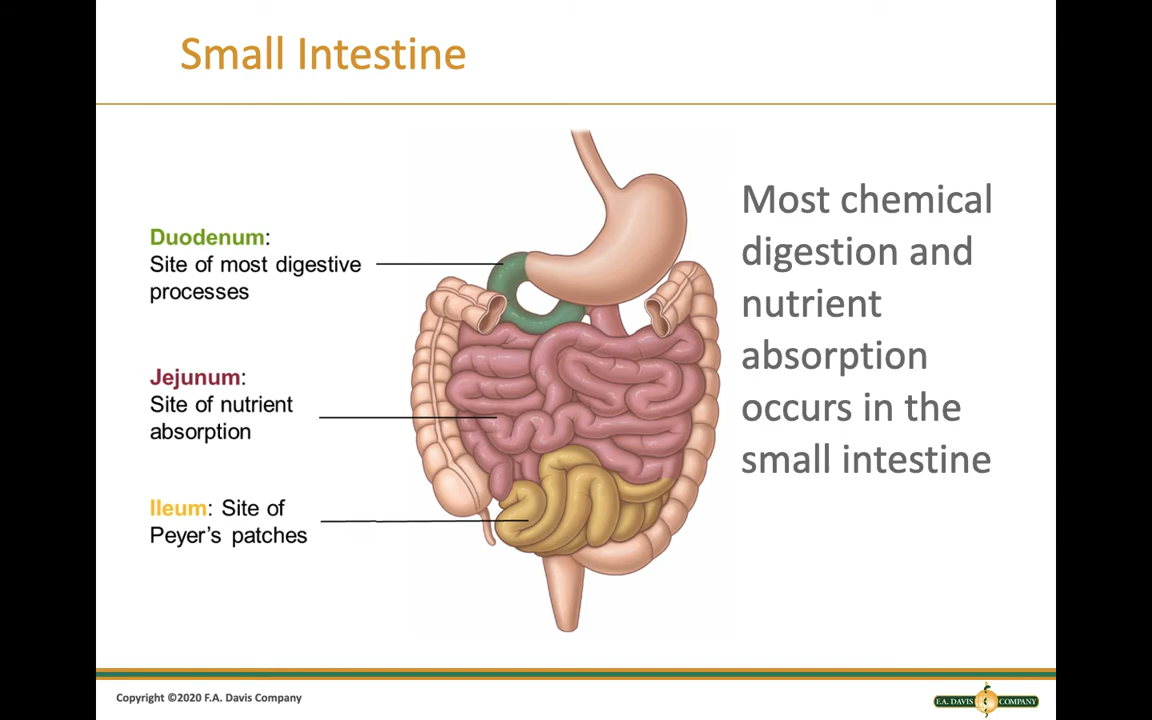 Small Intestine
Duodenum:
Site of most digestive
processes
Jejunum:
Site of nutrient
absorption
Ileum: Site of
Peyer’s patches
Most chemical
digestion and
nutrient
absorption
occurs in the
small intestine
Copyright ©2020 F.A. Davis Company
F.A. DAVIS COMPANY